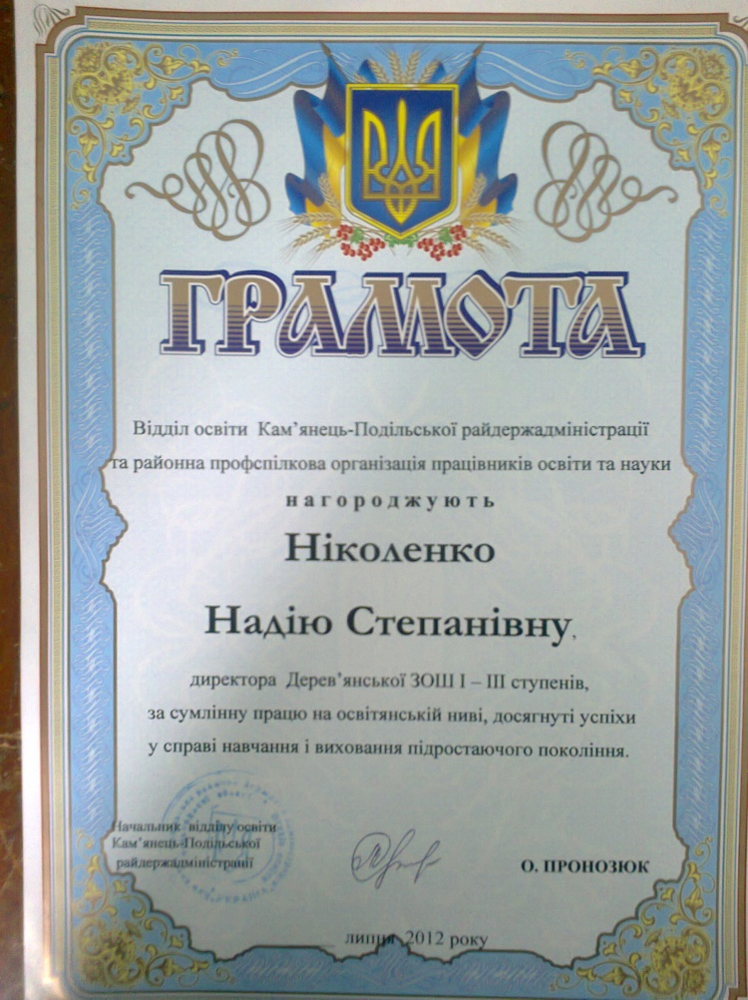 ГРАМОТА
Відділ освіти Кам’янець-Подільської райдержадміністрації
та районна профспілкова організація працівників освіти та науки
нагороджують
Ніколенко
Надію Степанівну,
директора Дерев’янської ЗОШ І – ІІІ ступенів,
за сумлінну працю на освітянській ниві, досягнуті успіхи
у справі навчання і виховання підростаючого покоління.
Начальник відділу освіти
Кам’янець-Подільської
райдержадміністрації
О. ПРОНОЗЮК
липня 2012 року